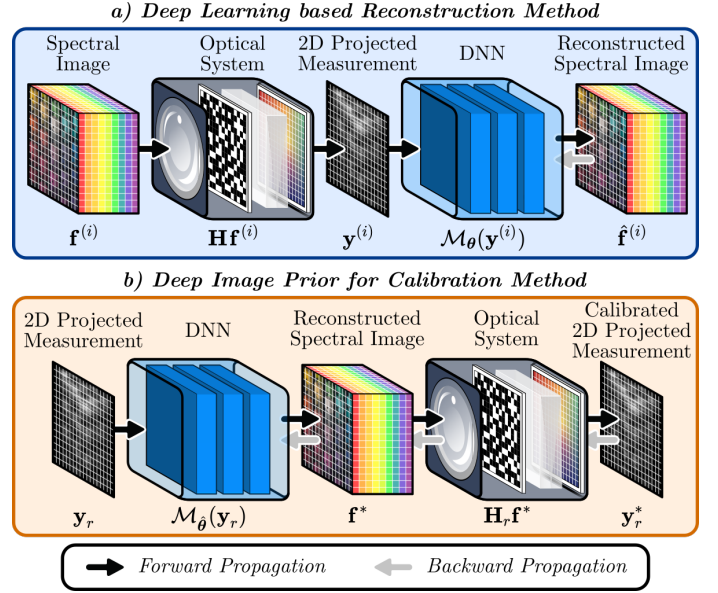 a) Deep Learning based Reconstruction Method
Spectral Image
Optical System
2D Projected Measurement
DNN
Reconstructed Spectral Image
f^(i)
Hf^(i)
y^(i)
M_θ(y^(i))
f̂^(i)
b) Deep Image Prior for Calibration Method
2D Projected Measurement
DNN
Reconstructed Spectral Image
Optical System
Calibrated 2D Projected Measurement
y_r
M_θ̂(y_r)
f*
H_r f*
y_r*
Forward Propagation
Backward Propagation